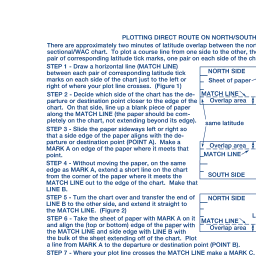 PLOTTING DIRECT ROUTE ON NORTH/SOUTH
There are approximately two minutes of latitude overlap between the nor
sectional/WAC chart. To plot a course line from one side to the other, the
pair of corresponding latitude tick marks, one pair on each side of the ch
STEP 1 - Draw a horizontal line (MATCH LINE)
between each pair of corresponding latitude tick
marks on each side of the chart just to the left or
right of where your plot line crosses. (Figure 1)
STEP 2 - Decide which side of the chart has the de-
parture or destination point closer to the edge of the
chart. On that side, line up a blank piece of paper
along the MATCH LINE (the paper should be com-
pletely on the chart, not extending beyond its edge).
STEP 3 - Slide the paper sideways left or right so
that a side edge of the paper aligns with the de-
parture or destination point (POINT A). Make a
MARK A on edge of the paper where it meets that
point.
STEP 4 - Without moving the paper, on the same
edge as MARK A, extend a short line on the chart
from the corner of the paper where it meets the
MATCH LINE out to the edge of the chart. Make that
LINE B.
STEP 5 - Turn the chart over and transfer the end of
LINE B to the other side, and extend it straight to
the MATCH LINE. (Figure 2)
STEP 6 - Take the sheet of paper with MARK A on it
and align the (top or bottom) edge of the paper with
the MATCH LINE and side edge with LINE B with
the bulk of the sheet extending off of the chart. Plot
a line from MARK A to the departure or destination point (POINT B).
STEP 7 - Where your plot line crosses the MATCH LINE make a MARK C.
NORTH SIDE
Sheet of paper
MATCH LINE
Overlap area
same latitude
Overlap area
MATCH LINE
SOUTH SIDE
NORTH SIDE
L
MATCH LINE
Overlap area